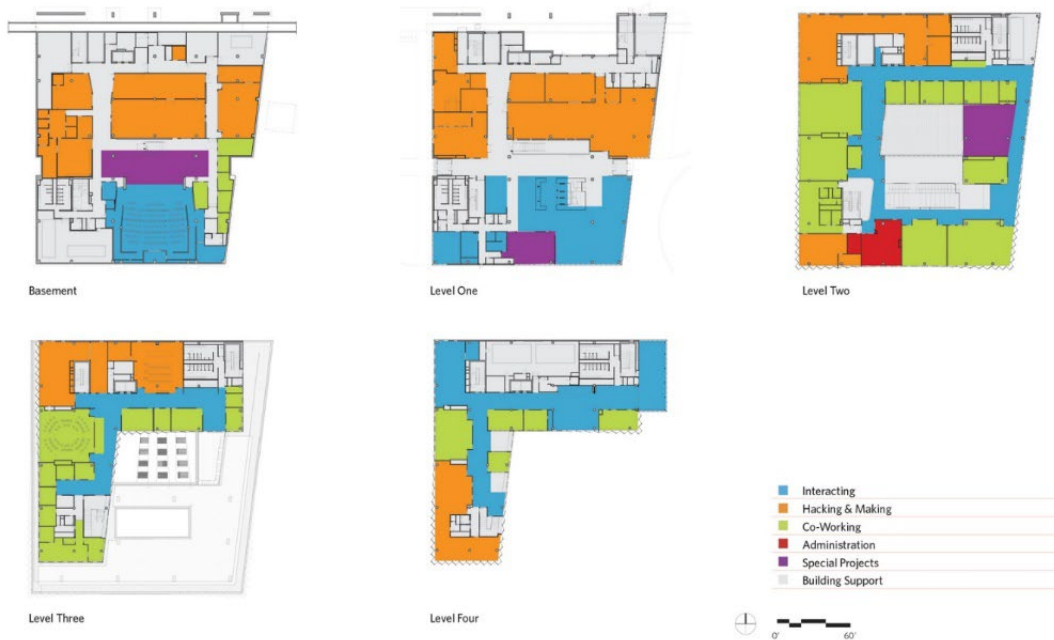 Basement
Level One
Level Two
Level Three
Level Four
Interacting
Hacking & Making
Co-Working
Administration
Special Projects
Building Support
0'
60'